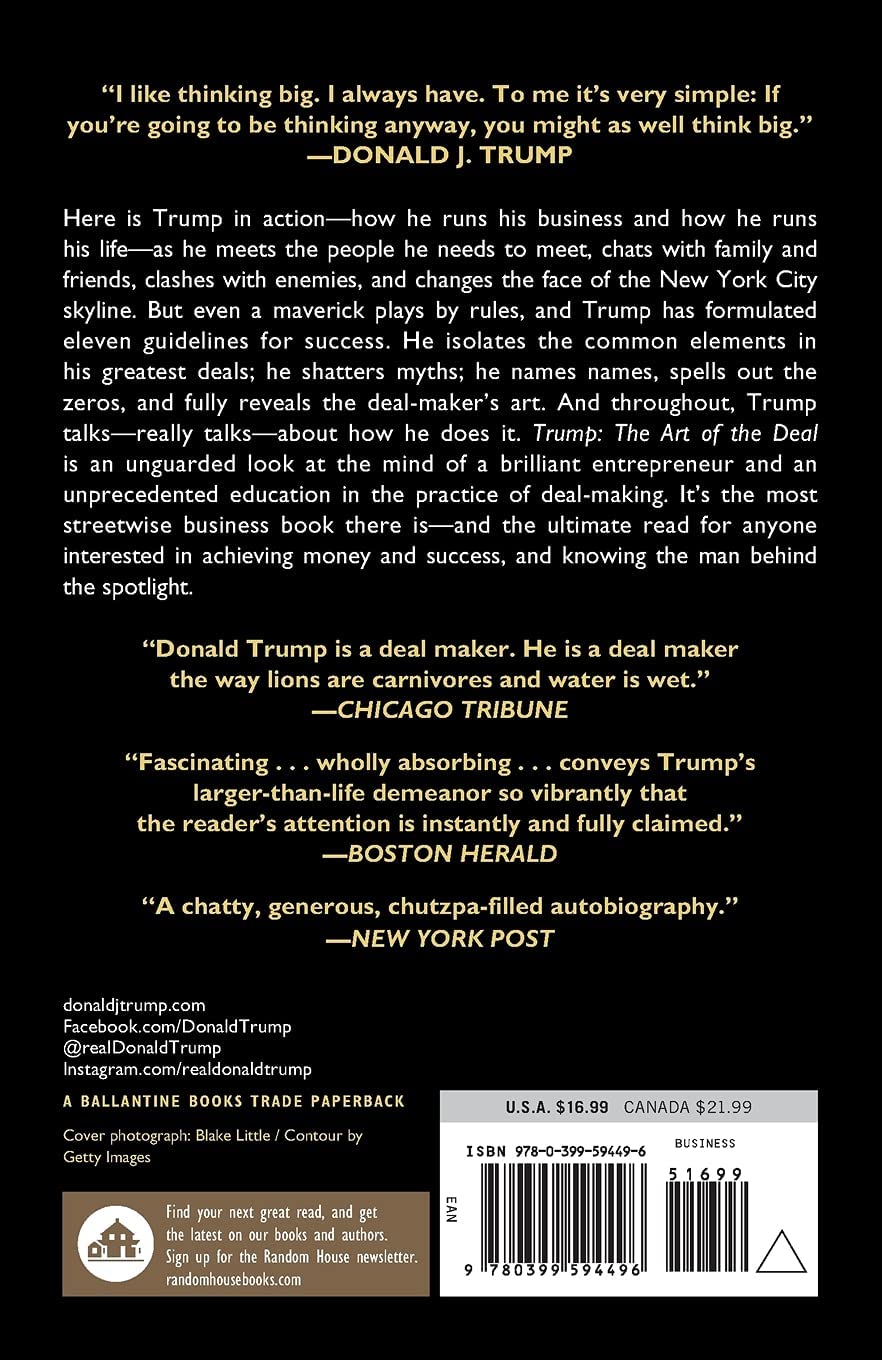 “I like thinking big. I always have. To me it’s very simple: If
you’re going to be thinking anyway, you might as well think big.”
—DONALD J. TRUMP
Here is Trump in action—how he runs his business and how he runs
his life—as he meets the people he needs to meet, chats with family and
friends, clashes with enemies, and changes the face of the New York City
skyline. But even a maverick plays by rules, and Trump has formulated
eleven guidelines for success. He isolates the common elements in
his greatest deals; he shatters myths; he names names, spells out the
zeros, and fully reveals the deal-maker’s art. And throughout, Trump
talks—really talks—about how he does it. Trump: The Art of the Deal
is an unguarded look at the mind of a brilliant entrepreneur and an
unprecedented education in the practice of deal-making. It’s the most
streetwise business book there is—and the ultimate read for anyone
interested in achieving money and success, and knowing the man behind
the spotlight.
“Donald Trump is a deal maker. He is a deal maker
the way lions are carnivores and water is wet.”
—CHICAGO TRIBUNE
“Fascinating . . . wholly absorbing . . . conveys Trump’s
larger-than-life demeanor so vibrantly that
the reader’s attention is instantly and fully claimed.”
—BOSTON HERALD
“A chatty, generous, chutzpa-filled autobiography.”
—NEW YORK POST
donaldjtrump.com
Facebook.com/DonaldTrump
@realDonaldTrump
Instagram.com/realdonaldtrump
A BALLANTINE BOOKS TRADE PAPERBACK
Cover photograph: Blake Little / Contour by
Getty Images
Find your next great read, and get
the latest on our books and authors.
Sign up for the Random House newsletter.
randomhousebooks.com
U.S.A. $16.99 CANADA $21.99
BUSINESS
ISBN 978-0-399-59449-6
51699
EAN
9 780399 594496